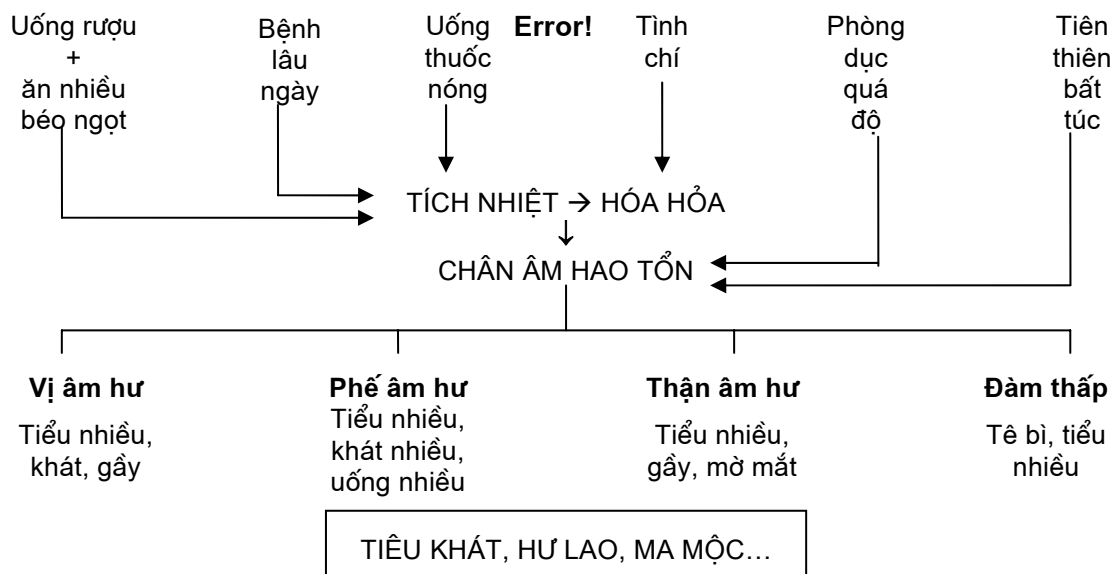 Uống rượu
+
ăn nhiều
béo ngọt
Bệnh
lâu
ngày
Uống
thuốc
nóng
Error!
Tình
chí
Phòng
dục
quá
độ
Tiên
thiên
bất
túc
TÍCH NHIỆT → HÓA HỎA
↓
CHÂN ÂM HAO TỔN
Vị âm hư
Tiểu nhiều,
khát, gầy
Phế âm hư
Tiểu nhiều,
khát nhiều,
uống nhiều
Thận âm hư
Tiểu nhiều,
gầy, mờ mắt
Đàm thấp
Tê bì, tiểu
nhiều
TIÊU KHÁT, HƯ LAO, MA MỘC…